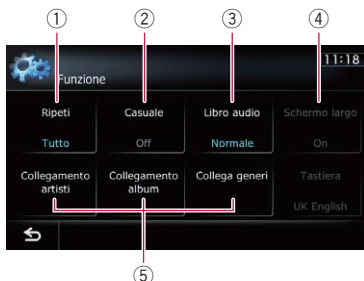 ① ② ③ ④
11:18
Funzione
Ripeti Casuale Libro audio Schermo largo
Tutto Off Normale On
Collegamento artisti Collegamento album Collega generi Tastiera
UK English
⑤